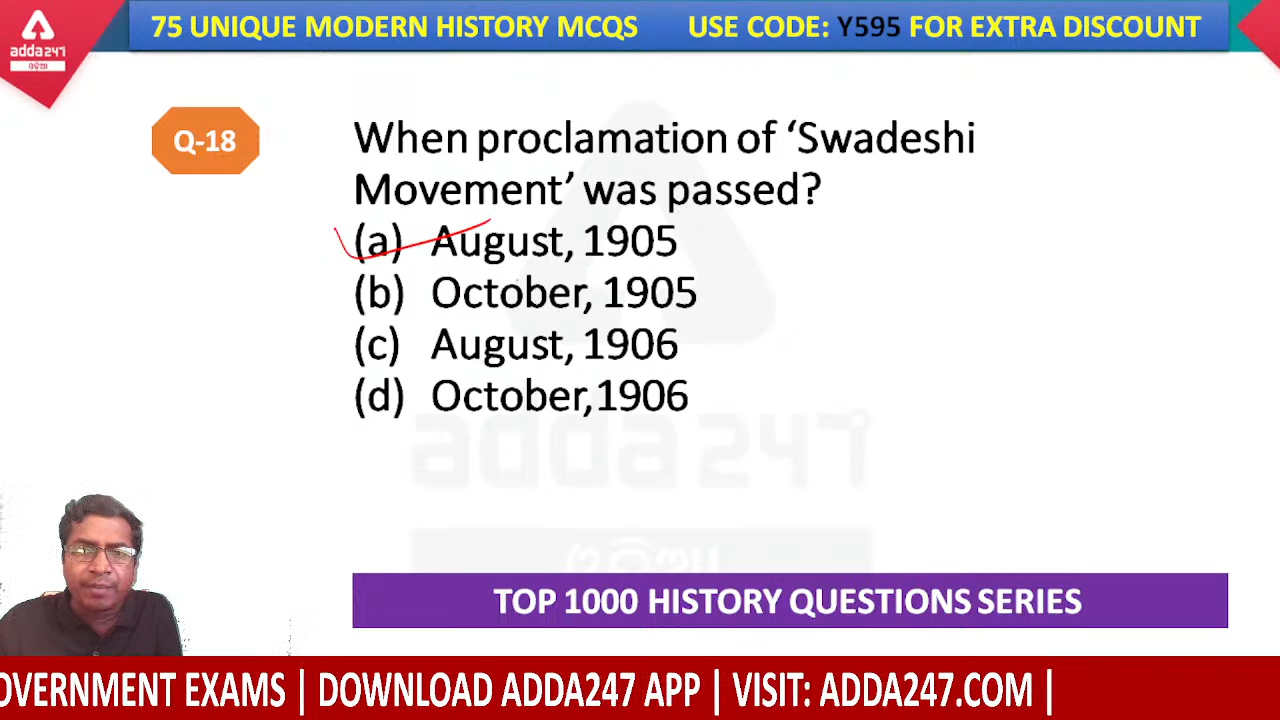 75 UNIQUE MODERN HISTORY MCQS USE CODE: Y595 FOR EXTRA DISCOUNT
adda247
ଓଡ଼ିଆ
Q-18
When proclamation of ‘Swadeshi
Movement’ was passed?
(a) August, 1905
(b) October, 1905
(c) August, 1906
(d) October,1906
adda247
ଓଡ଼ିଆ
TOP 1000 HISTORY QUESTIONS SERIES
OVERNMENT EXAMS | DOWNLOAD ADDA247 APP | VISIT: ADDA247.COM |